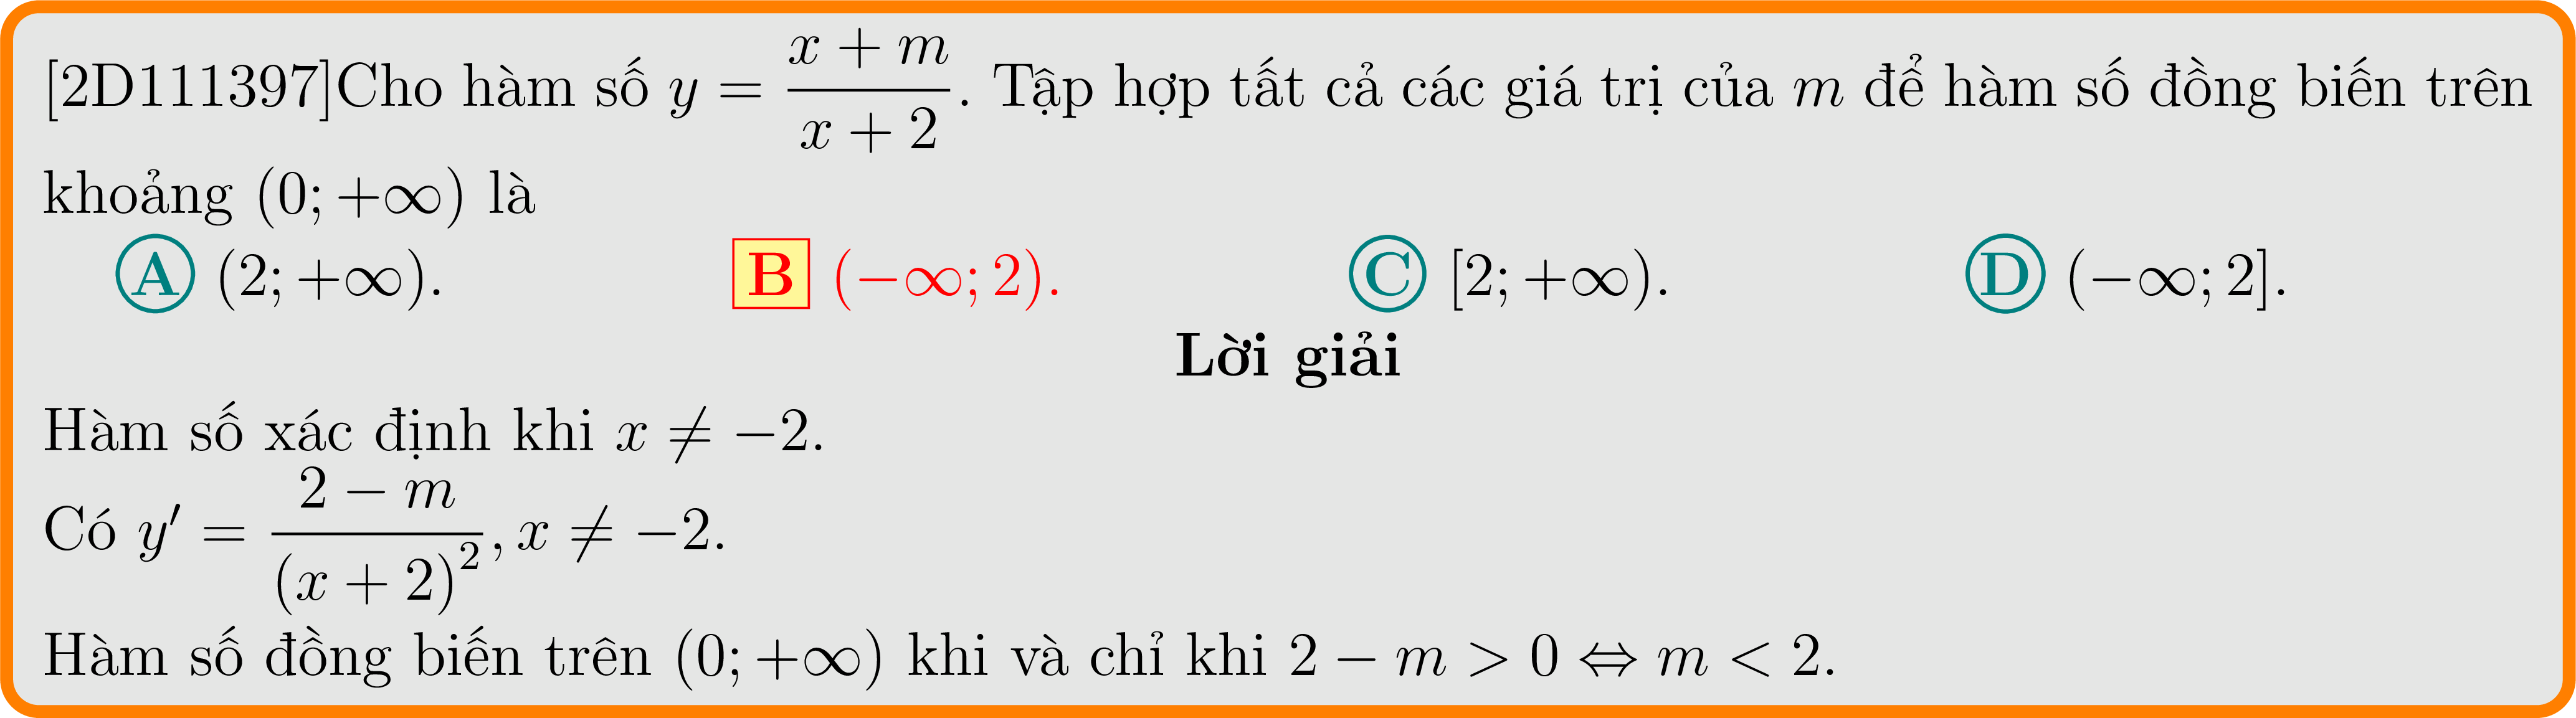 [2D111397]Cho hàm số $y = \dfrac{x+m}{x+2}$. Tập hợp tất cả các giá trị của $m$ để hàm số đồng biến trên
khoảng $(0; +\infty)$ là
A $(2; +\infty)$. B $(-\infty; 2)$. C $[2; +\infty)$. D $(-\infty; 2]$.
Lời giải
Hàm số xác định khi $x \neq -2$.
Có $y' = \dfrac{2-m}{(x+2)^2}, x \neq -2$.
Hàm số đồng biến trên $(0; +\infty)$ khi và chỉ khi $2 - m > 0 \Leftrightarrow m < 2$.